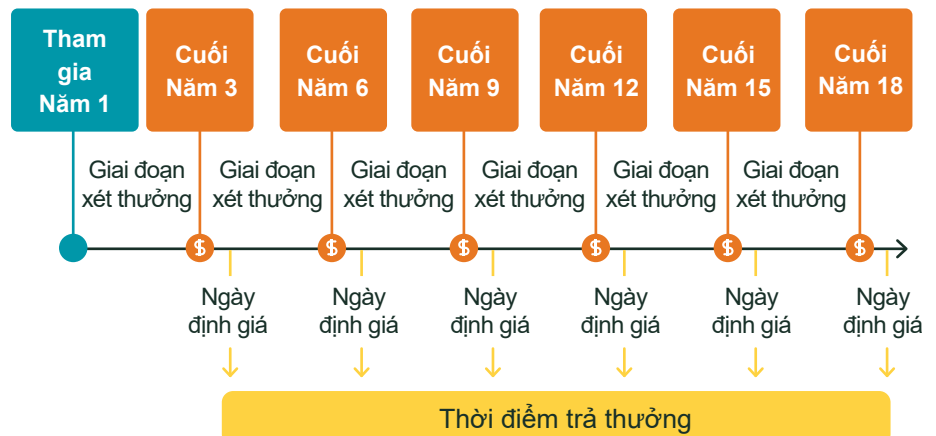 Tham
gia
Năm 1
Cuối
Năm 3
Cuối
Năm 6
Cuối
Năm 9
Cuối
Năm 12
Cuối
Năm 15
Cuối
Năm 18
Giai đoạn
xét thưởng
Giai đoạn
xét thưởng
Giai đoạn
xét thưởng
Giai đoạn
xét thưởng
Giai đoạn
xét thưởng
Giai đoạn
xét thưởng
$ $ $ $ $ $
Ngày
định giá
Ngày
định giá
Ngày
định giá
Ngày
định giá
Ngày
định giá
Ngày
định giá
Thời điểm trả thưởng